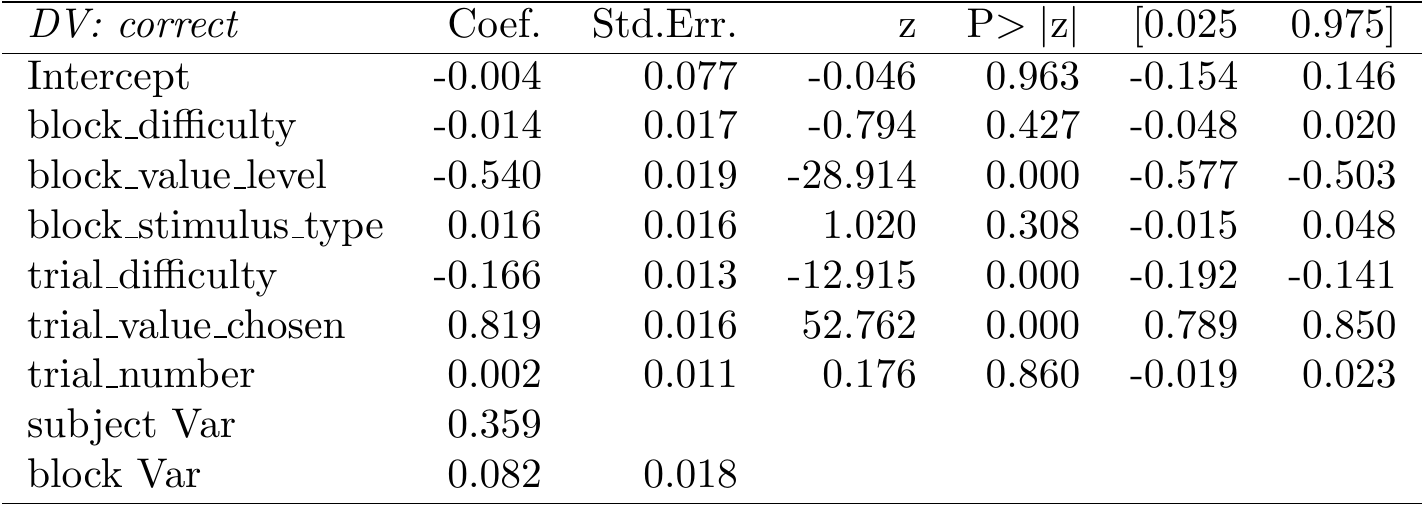 DV: correct Coef. Std.Err. z P> |z| [0.025 0.975]
Intercept -0.004 0.077 -0.046 0.963 -0.154 0.146
block_difficulty -0.014 0.017 -0.794 0.427 -0.048 0.020
block_value_level -0.540 0.019 -28.914 0.000 -0.577 -0.503
block_stimulus_type 0.016 0.016 1.020 0.308 -0.015 0.048
trial_difficulty -0.166 0.013 -12.915 0.000 -0.192 -0.141
trial_value_chosen 0.819 0.016 52.762 0.000 0.789 0.850
trial_number 0.002 0.011 0.176 0.860 -0.019 0.023
subject Var 0.359
block Var 0.082 0.018